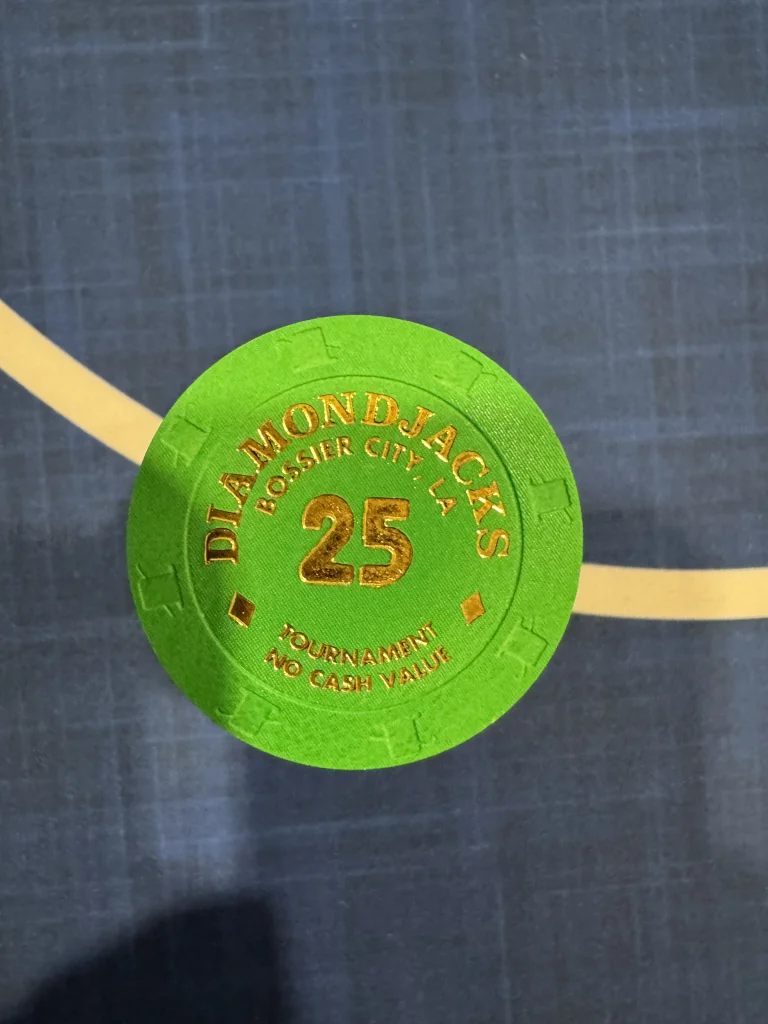 DIAMONDJACKS
BOSSIER CITY, LA
25
TOURNAMENT
NO CASH VALUE